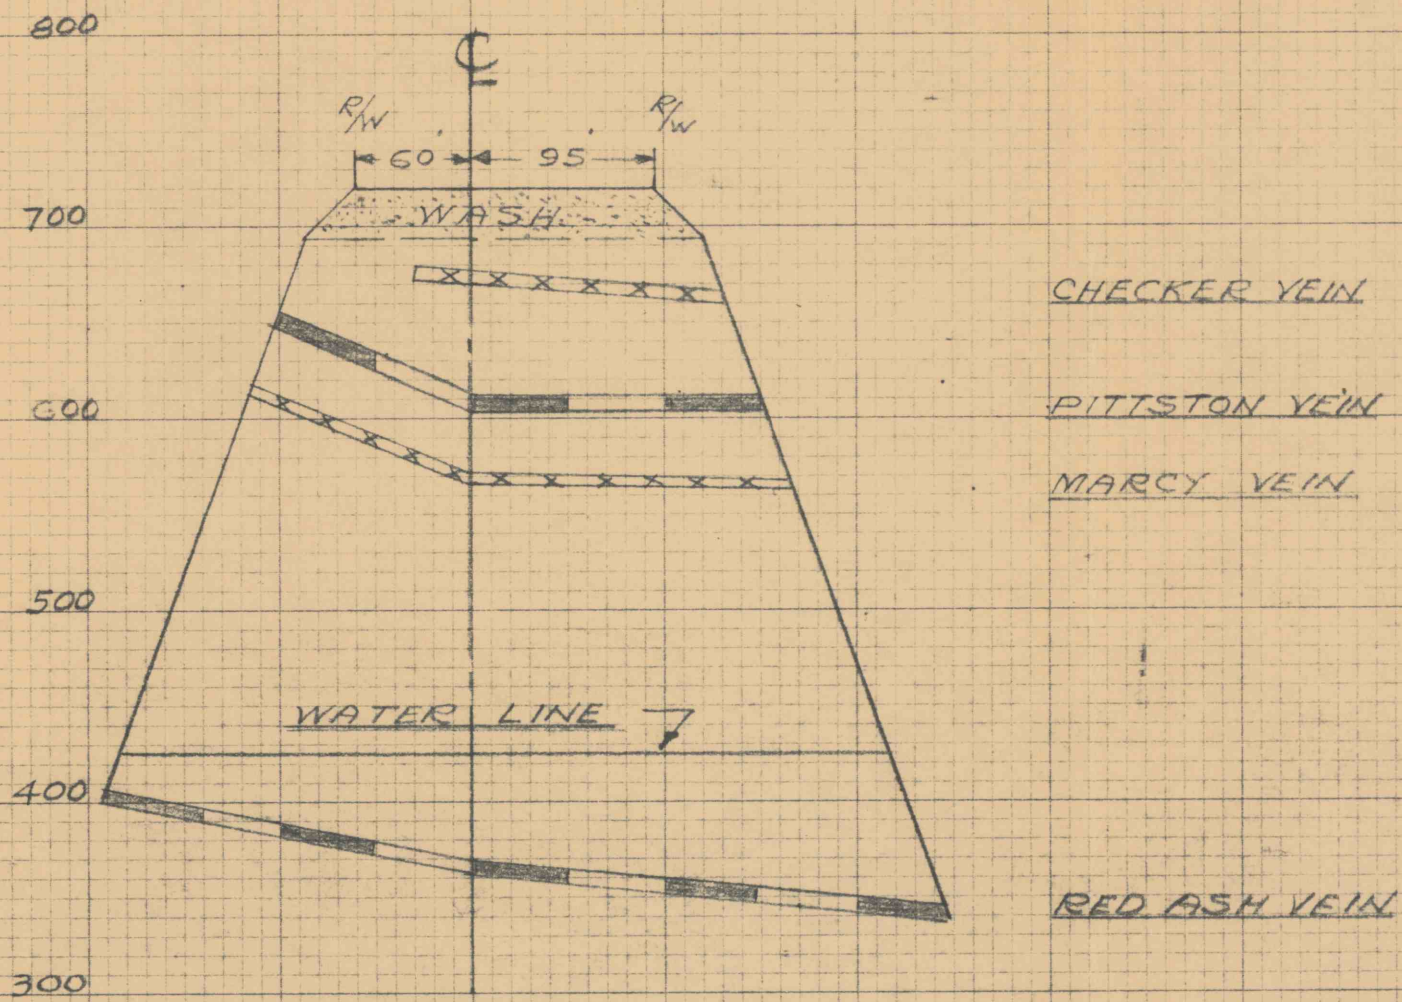 800
℄
R/W R/W
60 95
700
WASH
CHECKER VEIN
600
PITTSTON VEIN
MARCY VEIN
500
WATER LINE
400
RED ASH VEIN
300